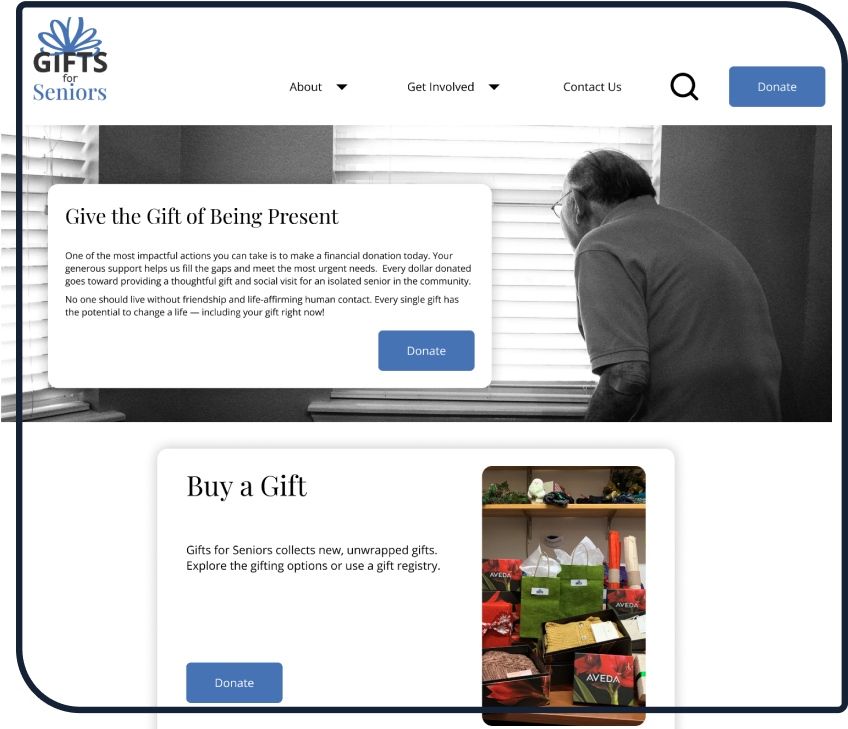 GIFTS
for
Seniors
About
Get Involved
Contact Us
Donate
Give the Gift of Being Present
One of the most impactful actions you can take is to make a financial donation today. Your
generous support helps us fill the gaps and meet the most urgent needs.  Every dollar donated
goes toward providing a thoughtful gift and social visit for an isolated senior in the community.
No one should live without friendship and life-affirming human contact. Every single gift has
the potential to change a life — including your gift right now!
Donate
Buy a Gift
Gifts for Seniors collects new, unwrapped gifts.
Explore the gifting options or use a gift registry.
Donate
AVEDA
AVEDA
AVEDA